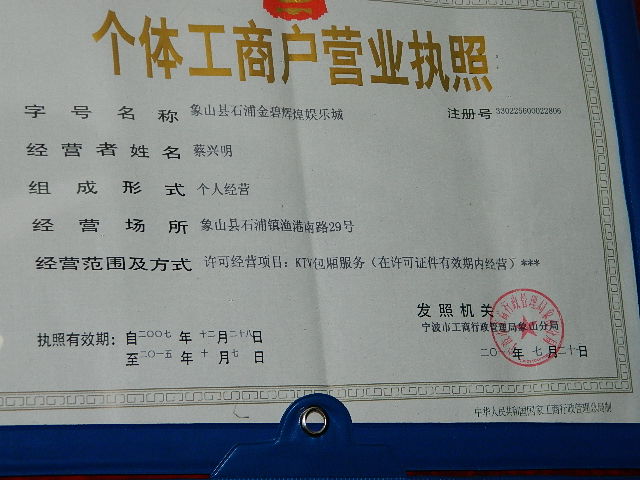 个体工商户营业执照
字号名称 象山县石浦金碧辉煌娱乐城 注册号 330225600022806
经营者姓名 蔡兴明
组成形式 个人经营
经营场所 象山县石浦镇渔港南路29号
经营范围及方式 许可经营项目：KTV包厢服务（在许可证件有效期内经营）***
发照机关
宁波市工商行政管理局象山分局
执照有效期： 自二〇〇七年 十二月二十八日
至二〇一五年 十月七日
二〇 年 七月二十日
中华人民共和国国家工商行政管理总局制